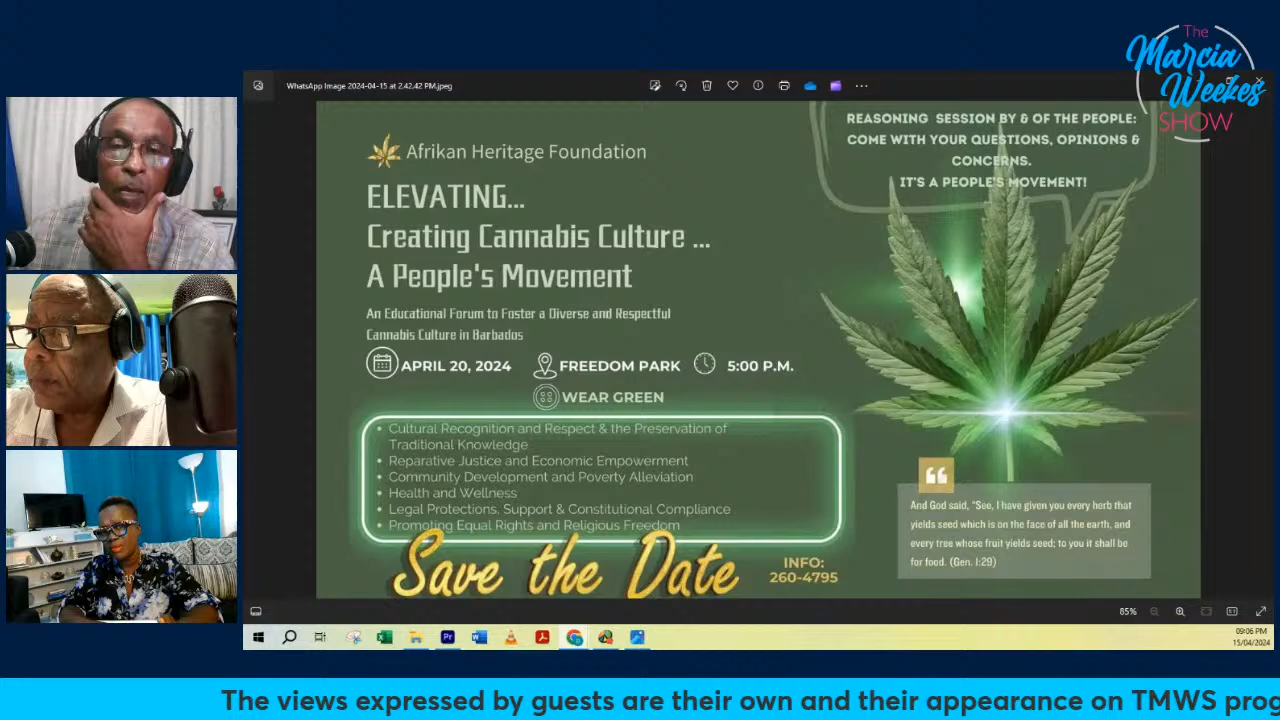 The
Marcia
Weekes
SHOW
WhatsApp Image 2024-04-15 at 2.42.42 PM.jpeg
REASONING SESSION BY & OF THE PEOPLE:
COME WITH YOUR QUESTIONS, OPINIONS &
CONCERNS.
IT'S A PEOPLE'S MOVEMENT!
Afrikan Heritage Foundation
ELEVATING...
Creating Cannabis Culture ...
A People's Movement
An Educational Forum to Foster a Diverse and Respectful
Cannabis Culture in Barbados
APRIL 20, 2024 FREEDOM PARK 5:00 P.M.
WEAR GREEN
• Cultural Recognition and Respect & the Preservation of
Traditional Knowledge
• Reparative Justice and Economic Empowerment
• Community Development and Poverty Alleviation
• Health and Wellness
• Legal Protections, Support & Constitutional Compliance
• Promoting Equal Rights and Religious Freedom
Save the Date
INFO:
260-4795
And God said, "See, I have given you every herb that
yields seed which is on the face of all the earth, and
every tree whose fruit yields seed; to you it shall be
for food. (Gen. 1:29)
85%
Pr
09:06 PM
15/04/2024
The views expressed by guests are their own and their appearance on TMWS prog